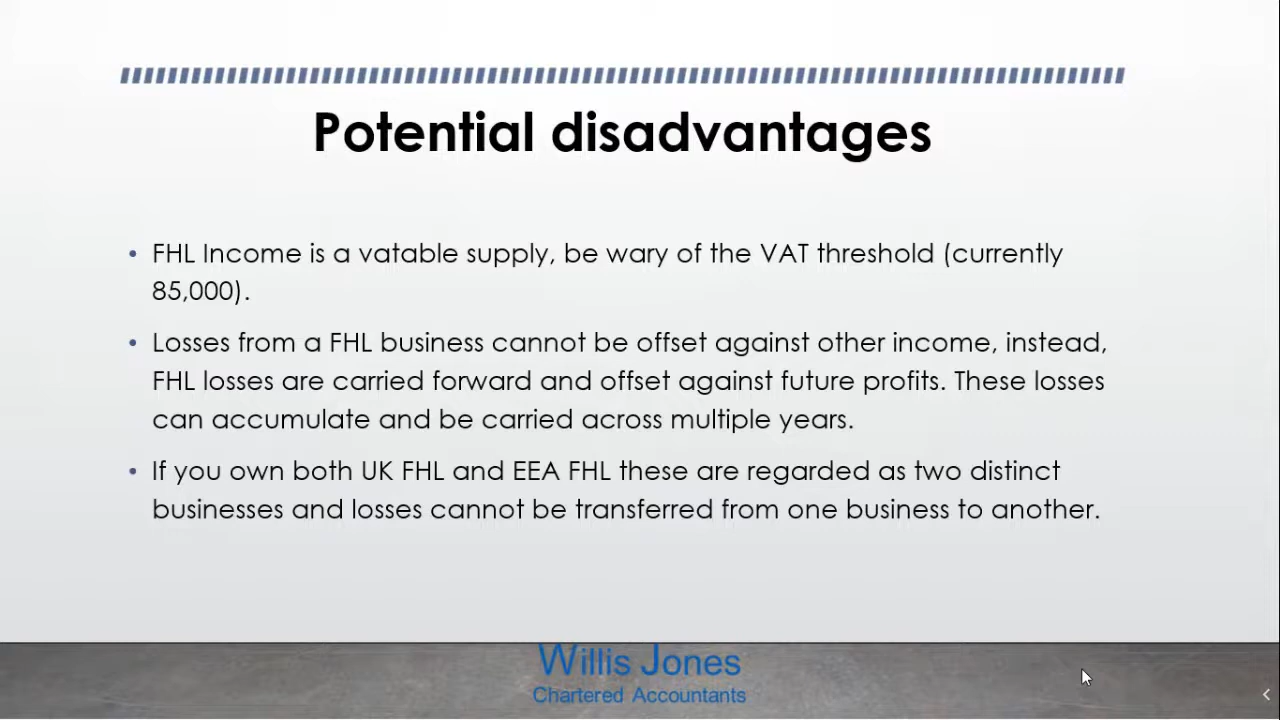 Potential disadvantages
• FHL Income is a vatable supply, be wary of the VAT threshold (currently
85,000).
• Losses from a FHL business cannot be offset against other income, instead,
FHL losses are carried forward and offset against future profits. These losses
can accumulate and be carried across multiple years.
• If you own both UK FHL and EEA FHL these are regarded as two distinct
businesses and losses cannot be transferred from one business to another.
Willis Jones
Chartered Accountants